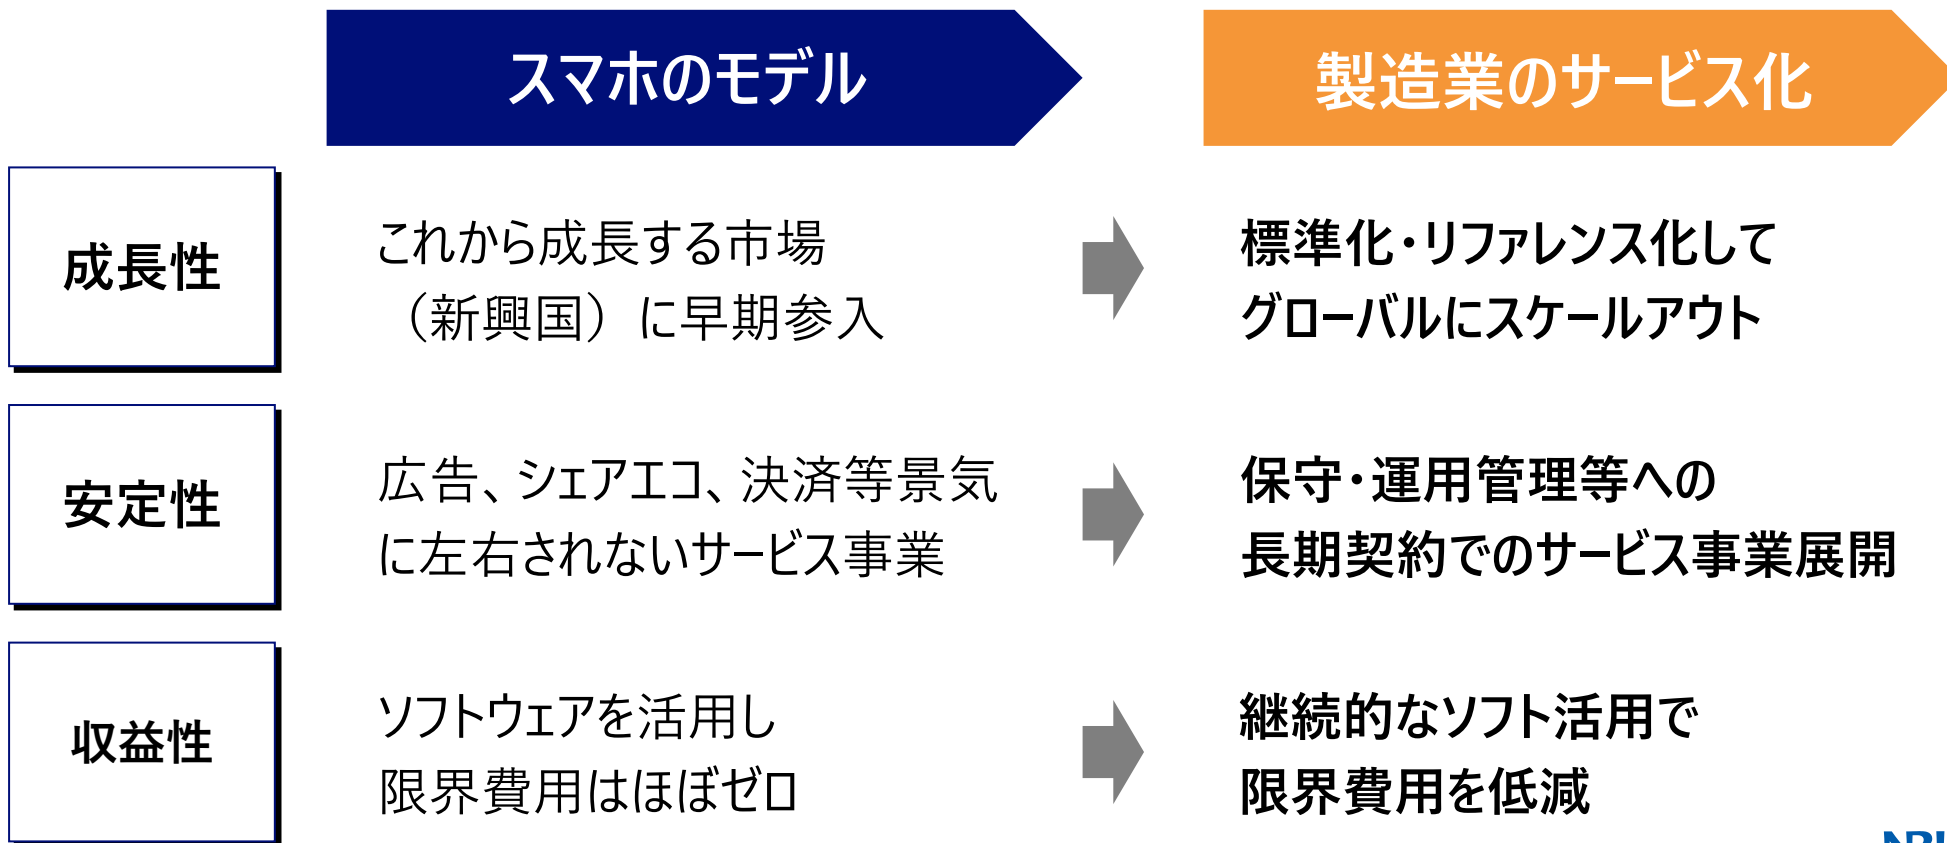 スマホのモデル
製造業のサービス化
成長性
これから成長する市場
（新興国）に早期参入
標準化・リファレンス化して
グローバルにスケールアウト
安定性
広告、シェアエコ、決済等景気
に左右されないサービス事業
保守・運用管理等への
長期契約でのサービス事業展開
収益性
ソフトウェアを活用し
限界費用はほぼゼロ
継続的なソフト活用で
限界費用を低減